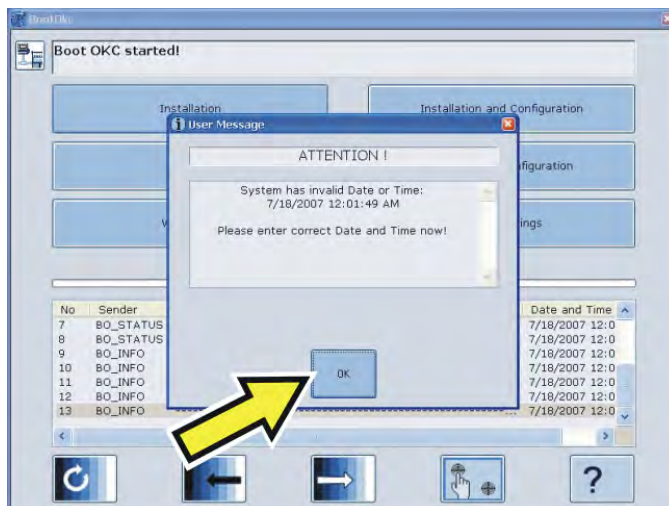 BootOkc
Boot OKC started!
Installation
Installation and Configuration
User Message
ATTENTION !
System has invalid Date or Time:
7/18/2007 12:01:49 AM
Please enter correct Date and Time now!
OK
No Sender Date and Time
7 BO_STATUS 7/18/2007 12:0
8 BO_STATUS 7/18/2007 12:0
9 BO_INFO 7/18/2007 12:0
10 BO_INFO 7/18/2007 12:0
11 BO_INFO 7/18/2007 12:0
12 BO_INFO 7/18/2007 12:0
13 BO_INFO ... 7/18/2007 12:0
?